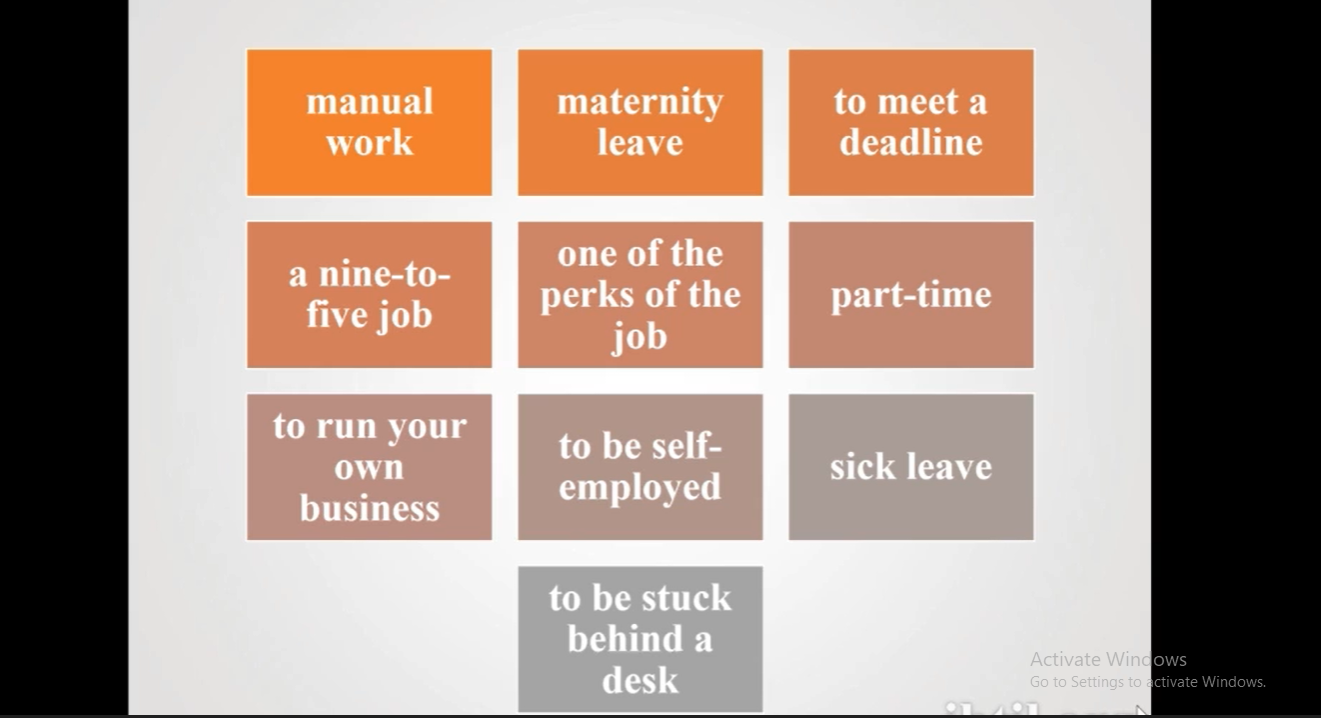 manual
work
maternity
leave
to meet a
deadline
a nine-to-
five job
one of the
perks of the
job
part-time
to run your
own
business
to be self-
employed
sick leave
to be stuck
behind a
desk
Activate Windows
Go to Settings to activate Windows.